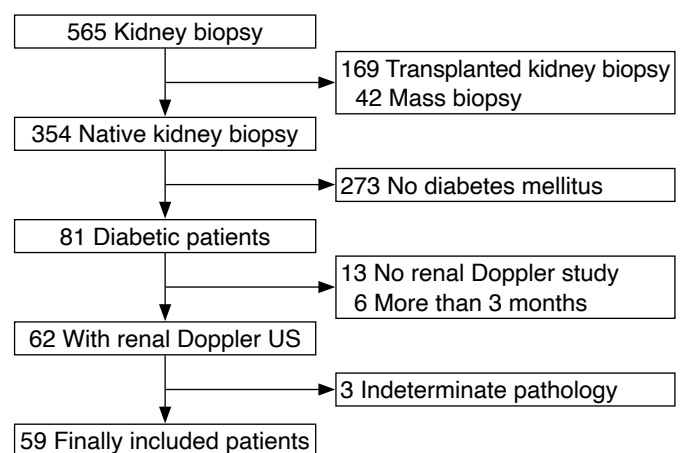 565 Kidney biopsy
169 Transplanted kidney biopsy
42 Mass biopsy
354 Native kidney biopsy
273 No diabetes mellitus
81 Diabetic patients
13 No renal Doppler study
6 More than 3 months
62 With renal Doppler US
3 Indeterminate pathology
59 Finally included patients